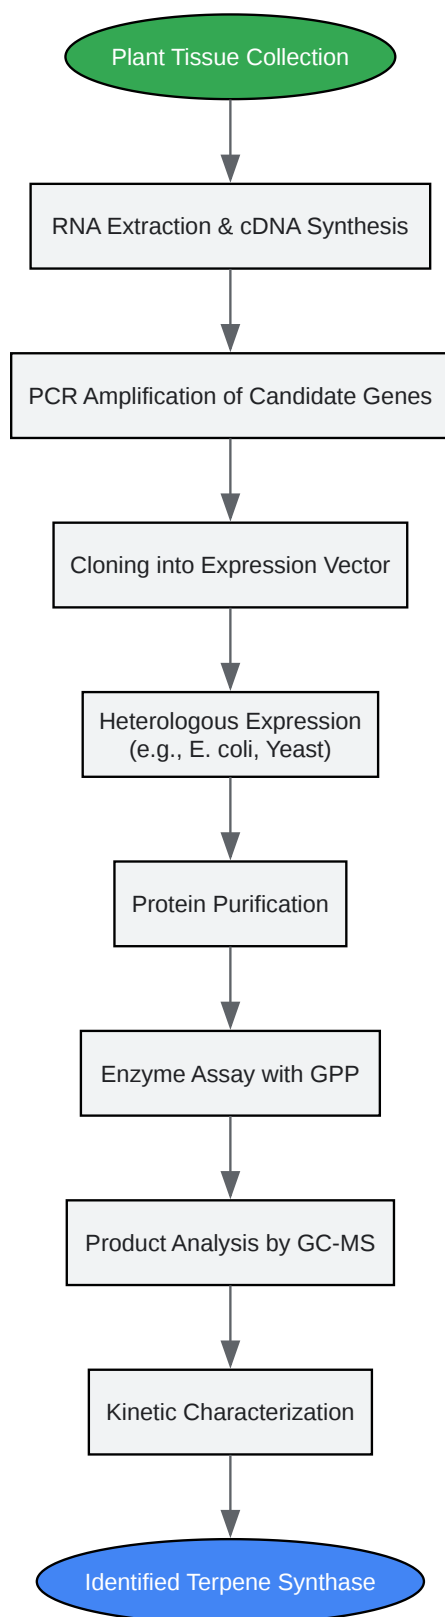 Plant Tissue Collection
RNA Extraction & cDNA Synthesis
PCR Amplification of Candidate Genes
Cloning into Expression Vector
Heterologous Expression
(e.g., E. coli, Yeast)
Protein Purification
Enzyme Assay with GPP
Product Analysis by GC-MS
Kinetic Characterization
Identified Terpene Synthase